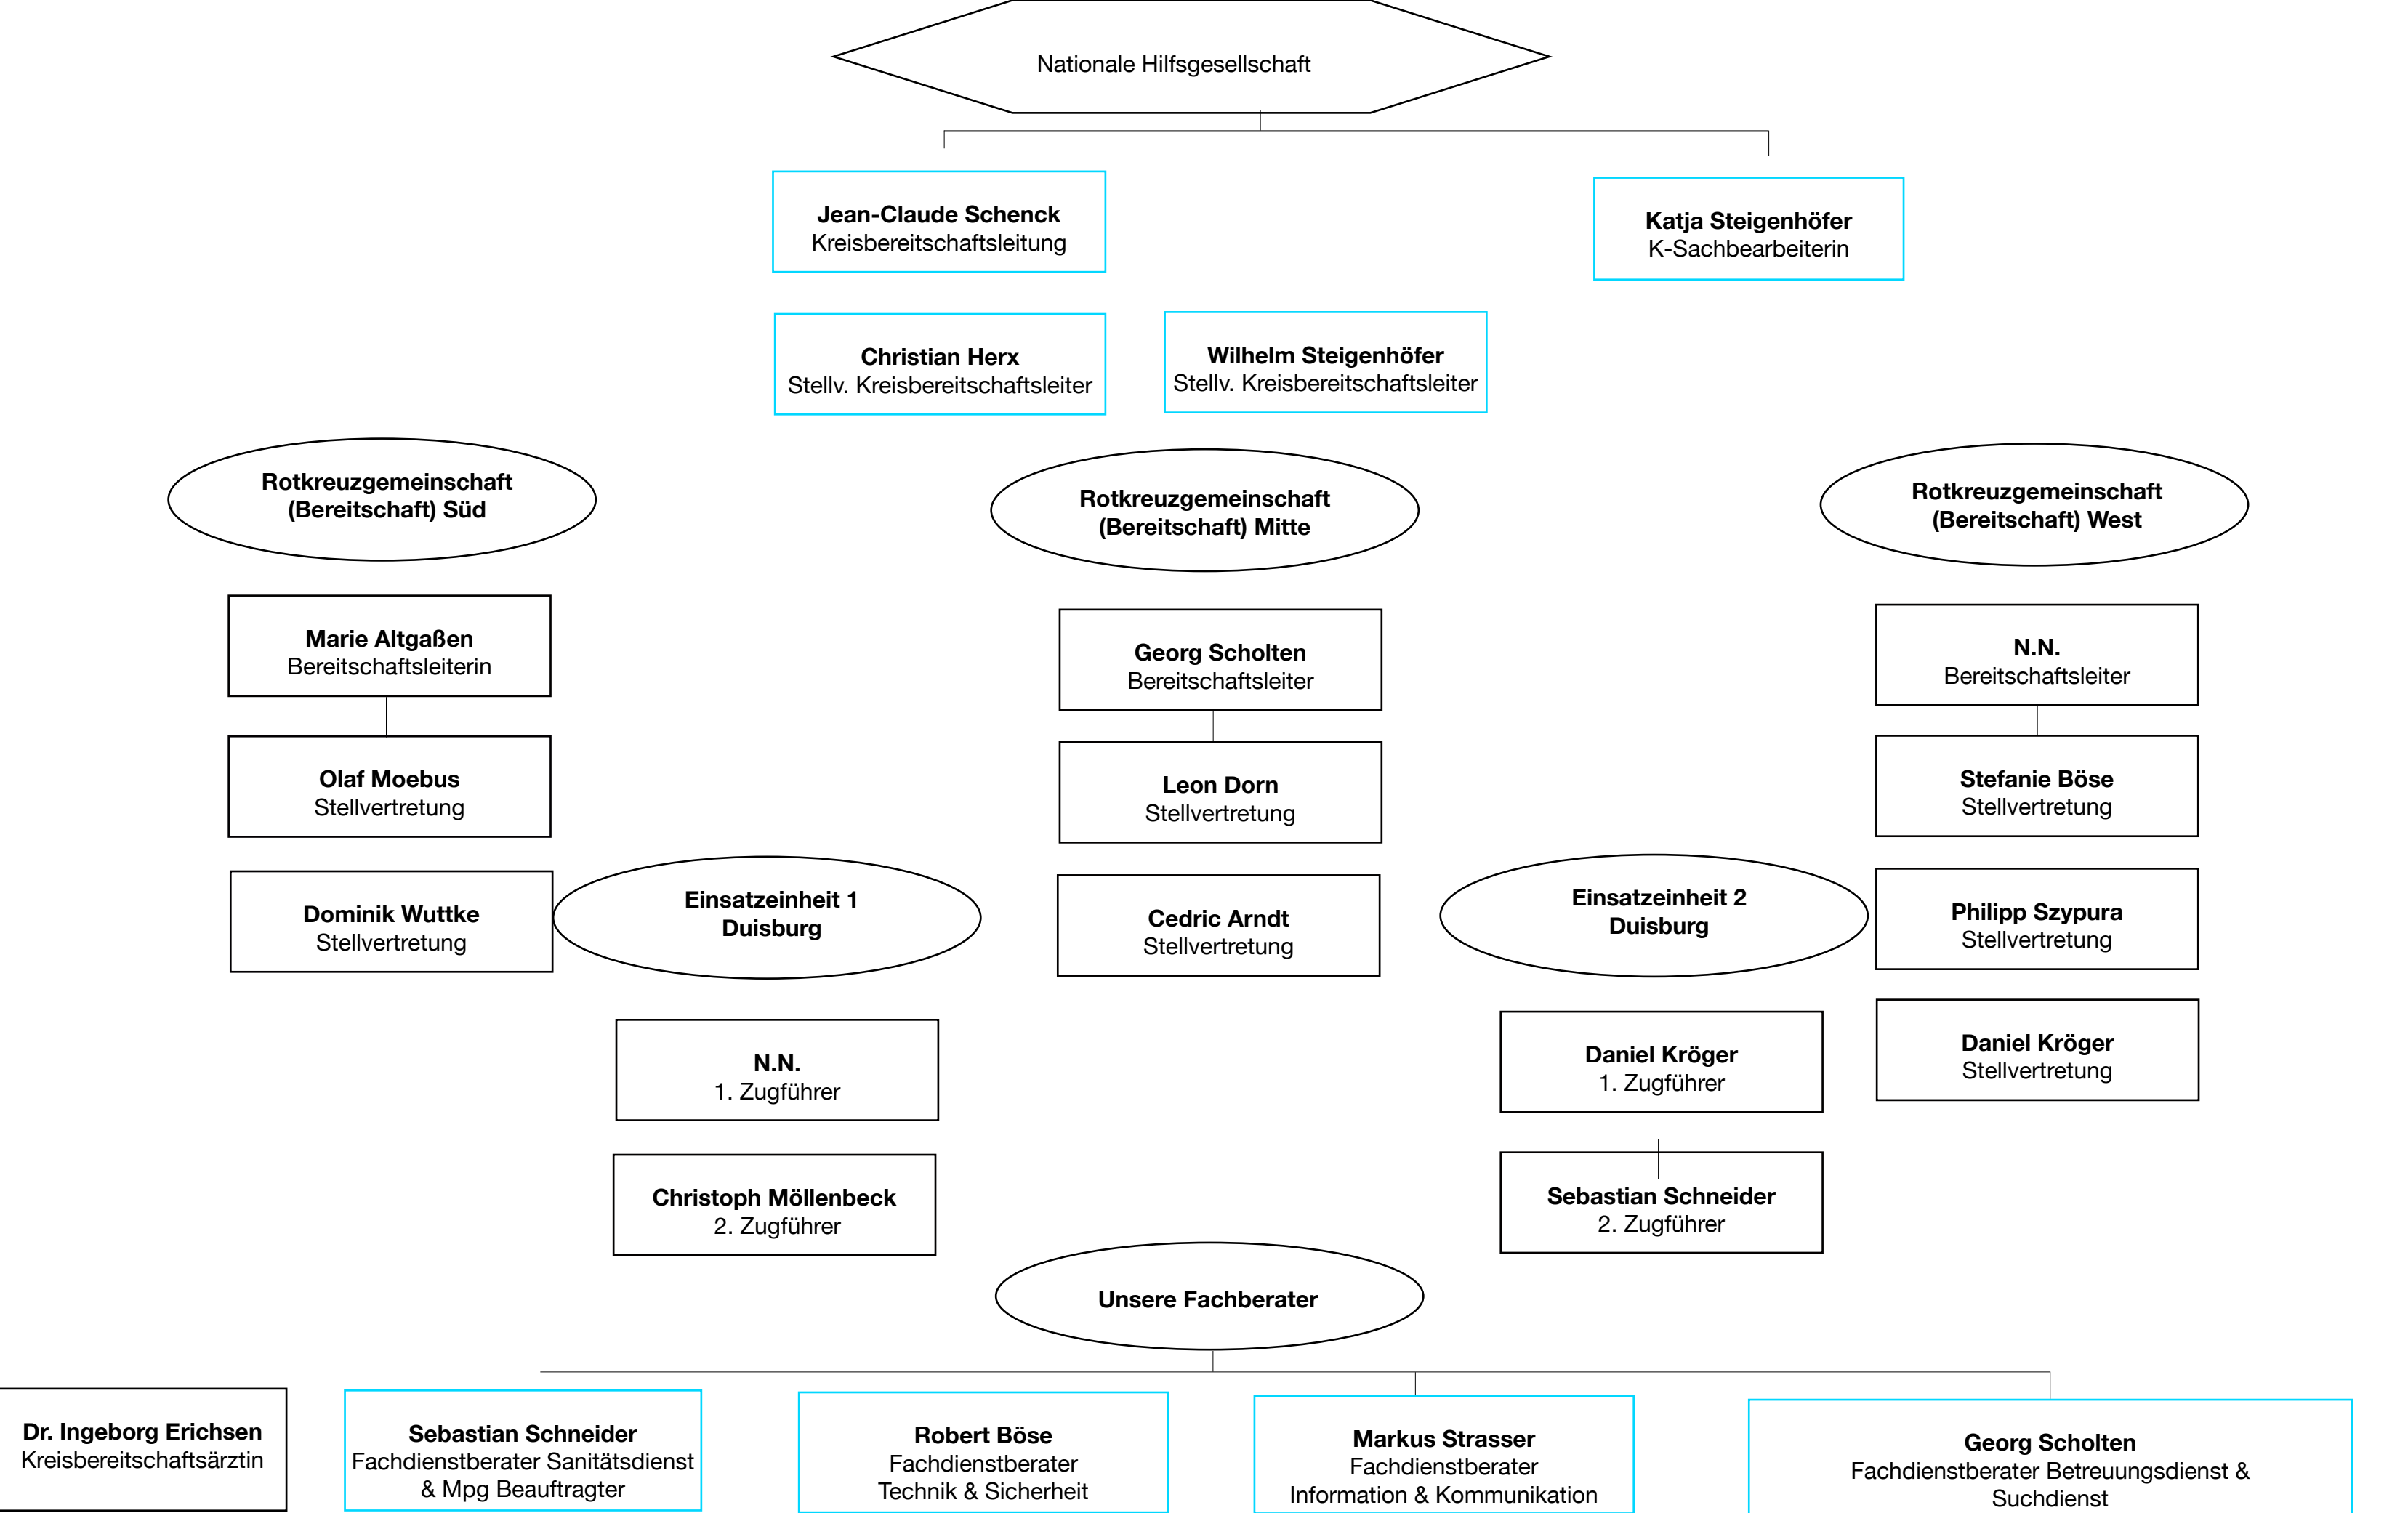 Nationale Hilfsgesellschaft
Jean-Claude Schenck
Kreisbereitschaftsleitung
Katja Steigenhöfer
K-Sachbearbeiterin
Christian Herx
Stellv. Kreisbereitschaftsleiter
Wilhelm Steigenhöfer
Stellv. Kreisbereitschaftsleiter
Rotkreuzgemeinschaft
(Bereitschaft) Süd
Rotkreuzgemeinschaft
(Bereitschaft) Mitte
Rotkreuzgemeinschaft
(Bereitschaft) West
Marie Altgaßen
Bereitschaftsleiterin
Georg Scholten
Bereitschaftsleiter
N.N.
Bereitschaftsleiter
Olaf Moebus
Stellvertretung
Leon Dorn
Stellvertretung
Stefanie Böse
Stellvertretung
Dominik Wuttke
Stellvertretung
Einsatzeinheit 1
Duisburg
Cedric Arndt
Stellvertretung
Einsatzeinheit 2
Duisburg
Philipp Szypura
Stellvertretung
N.N.
1. Zugführer
Daniel Kröger
1. Zugführer
Daniel Kröger
Stellvertretung
Christoph Möllenbeck
2. Zugführer
Sebastian Schneider
2. Zugführer
Unsere Fachberater
Dr. Ingeborg Erichsen
Kreisbereitschaftsärztin
Sebastian Schneider
Fachdienstberater Sanitätsdienst
& Mpg Beauftragter
Robert Böse
Fachdienstberater
Technik & Sicherheit
Markus Strasser
Fachdienstberater
Information & Kommunikation
Georg Scholten
Fachdienstberater Betreuungsdienst &
Suchdienst